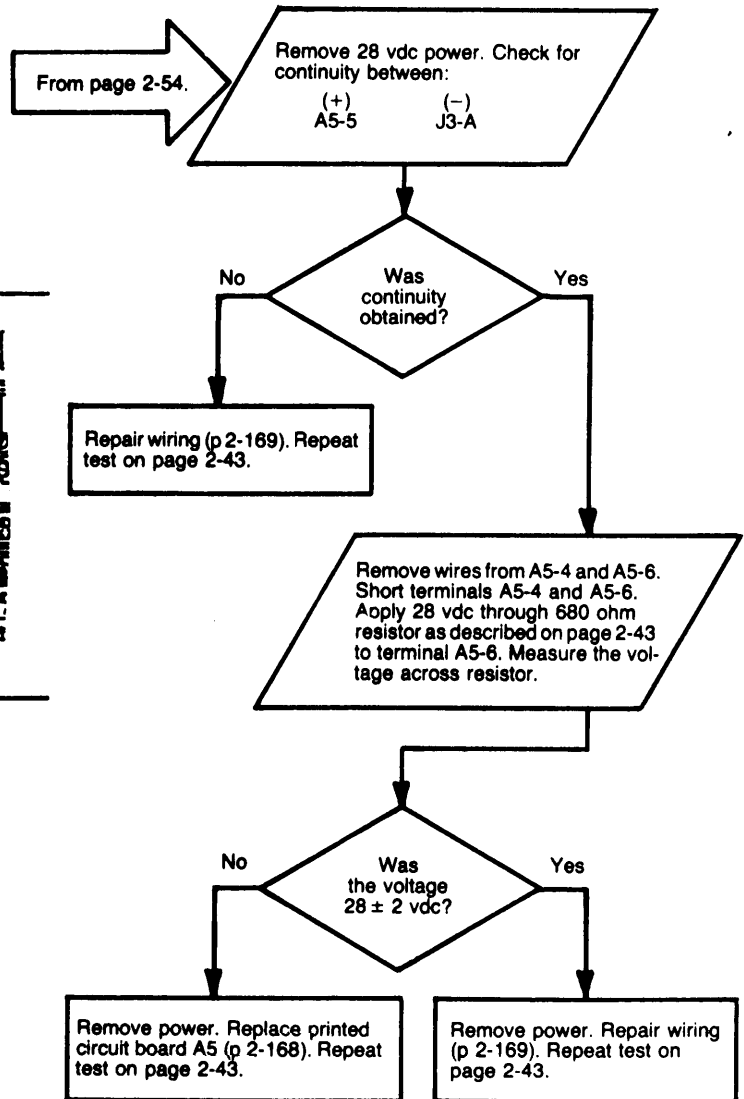 From page 2-54.
Remove 28 vdc power. Check for
continuity between:
(+) (−)
A5-5 J3-A
Was
continuity
obtained?
No
Yes
Repair wiring (p 2-169). Repeat
test on page 2-43.
Remove wires from A5-4 and A5-6.
Short terminals A5-4 and A5-6.
Apply 28 vdc through 680 ohm
resistor as described on page 2-43
to terminal A5-6. Measure the vol-
tage across resistor.
Was
the voltage
28 ± 2 vdc?
No
Yes
Remove power. Replace printed
circuit board A5 (p 2-168). Repeat
test on page 2-43.
Remove power. Repair wiring
(p 2-169). Repeat test on
page 2-43.